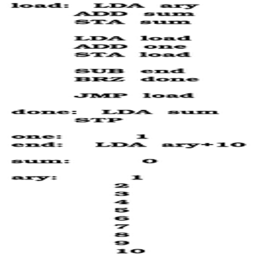 load: LDA ary
ADD sum
STA sum
LDA load
ADD one
STA load
SUB end
BRZ done
JMP load
done: LDA sum
STP
one: 1
end: LDA ary+10
sum: 0
ary: 1
2
3
4
5
6
7
8
9
10